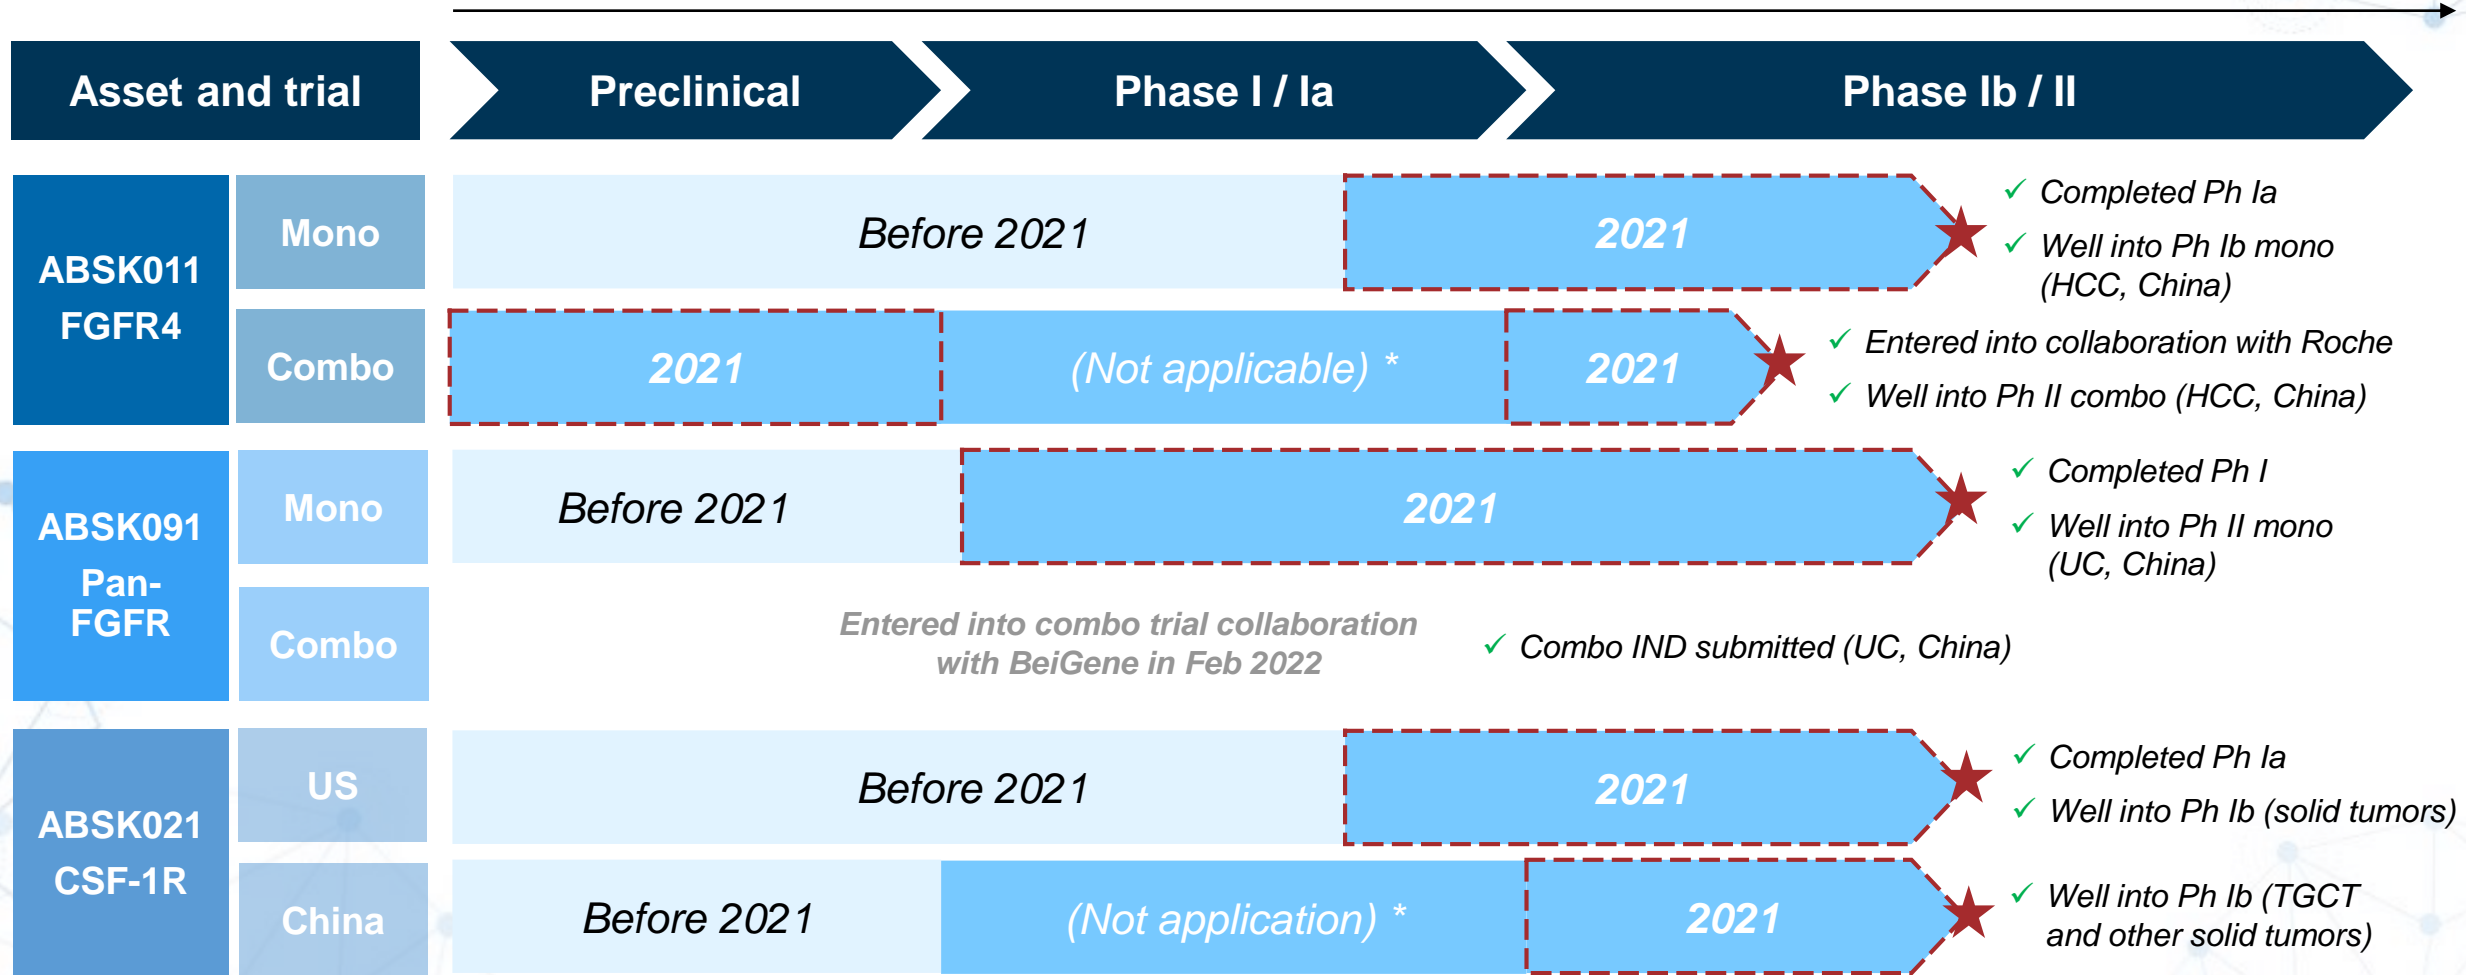 Asset and trial
Preclinical
Phase I / Ia
Phase Ib / II
ABSK011
FGFR4
Mono
Before 2021
2021
✓ Completed Ph Ia
✓ Well into Ph Ib mono
(HCC, China)
Combo
2021
(Not applicable) *
2021
✓ Entered into collaboration with Roche
✓ Well into Ph II combo (HCC, China)
ABSK091
Pan-
FGFR
Mono
Before 2021
2021
✓ Completed Ph I
✓ Well into Ph II mono
(UC, China)
Combo
Entered into combo trial collaboration
with BeiGene in Feb 2022
✓ Combo IND submitted (UC, China)
ABSK021
CSF-1R
US
Before 2021
2021
✓ Completed Ph Ia
✓ Well into Ph Ib (solid tumors)
China
Before 2021
(Not application) *
2021
✓ Well into Ph Ib (TGCT
and other solid tumors)